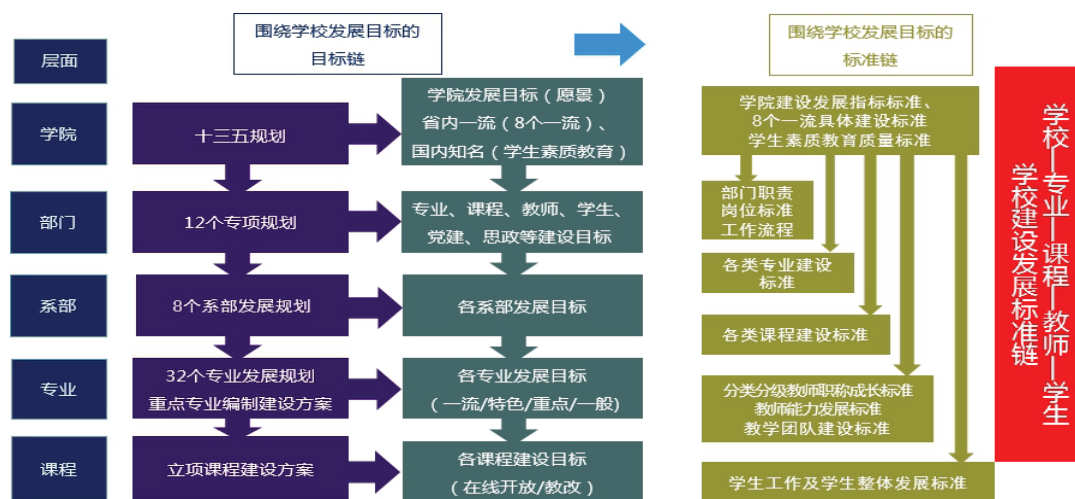 围绕学校发展目标的
目标链
围绕学校发展目标的
标准链
层面
学院
十三五规划
学院发展目标（愿景）
省内一流（8个一流）、
国内知名（学生素质教育）
学院建设发展指标标准、
8个一流具体建设标准
学生素质教育质量标准
部门
12个专项规划
专业、课程、教师、学生、
党建、思政等建设目标
部门职责
岗位标准
工作流程
各类专业建设
标准
系部
8个系部发展规划
各系部发展目标
各类课程建设标准
专业
32个专业发展规划
重点专业编制建设方案
各专业发展目标
（一流/特色/重点/一般)
分类分级教师职称成长标准
教师能力发展标准
教学团队建设标准
课程
立项课程建设方案
各课程建设目标
（在线开放/教改）
学生工作及学生整体发展标准
学校—专业—课程—教师—学生
学校建设发展标准链